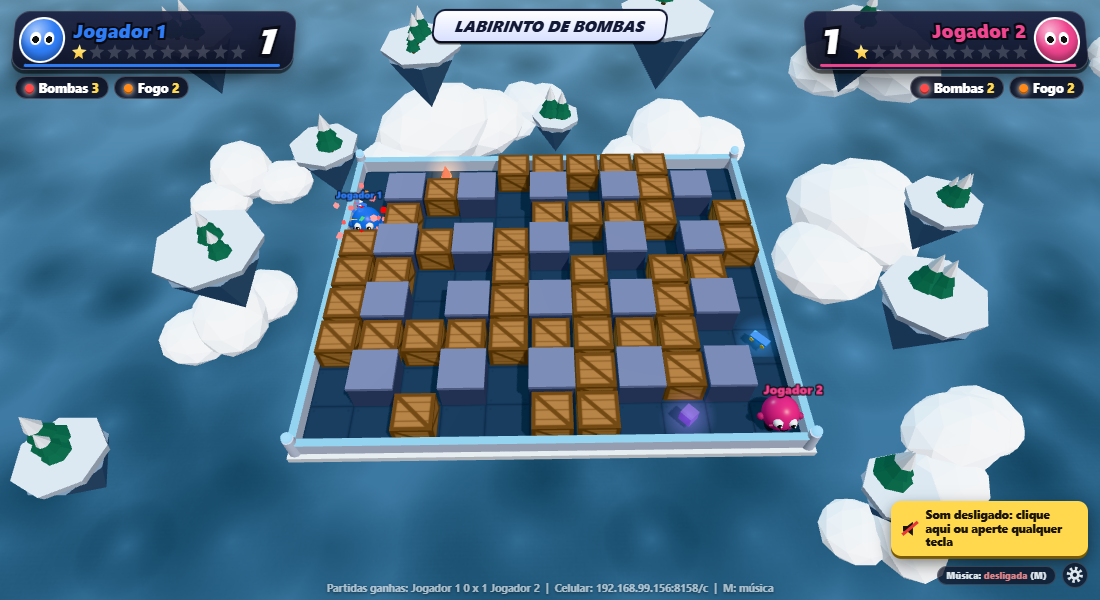 Jogador 1
1
LABIRINTO DE BOMBAS
1
Jogador 2
Bombas 3
Fogo 2
Bombas 2
Fogo 2
Jogador 1
Jogador 2
Som desligado: clique
aqui ou aperte qualquer
tecla
Música: desligada (M)
Partidas ganhas: Jogador 1 0 x 1 Jogador 2 | Celular: 192.168.99.156:8158/c | M: música